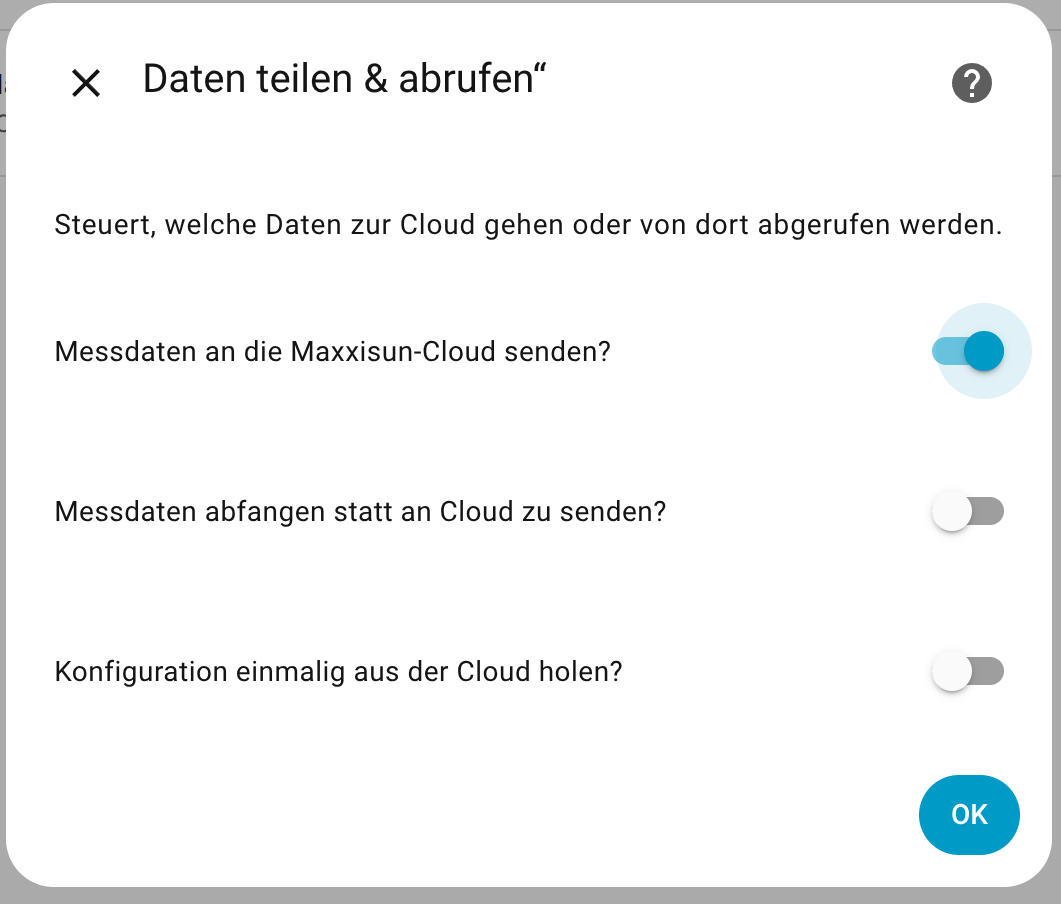 Daten teilen & abrufen“
Steuert, welche Daten zur Cloud gehen oder von dort abgerufen werden.
Messdaten an die Maxxisun-Cloud senden?
Messdaten abfangen statt an Cloud zu senden?
Konfiguration einmalig aus der Cloud holen?
OK